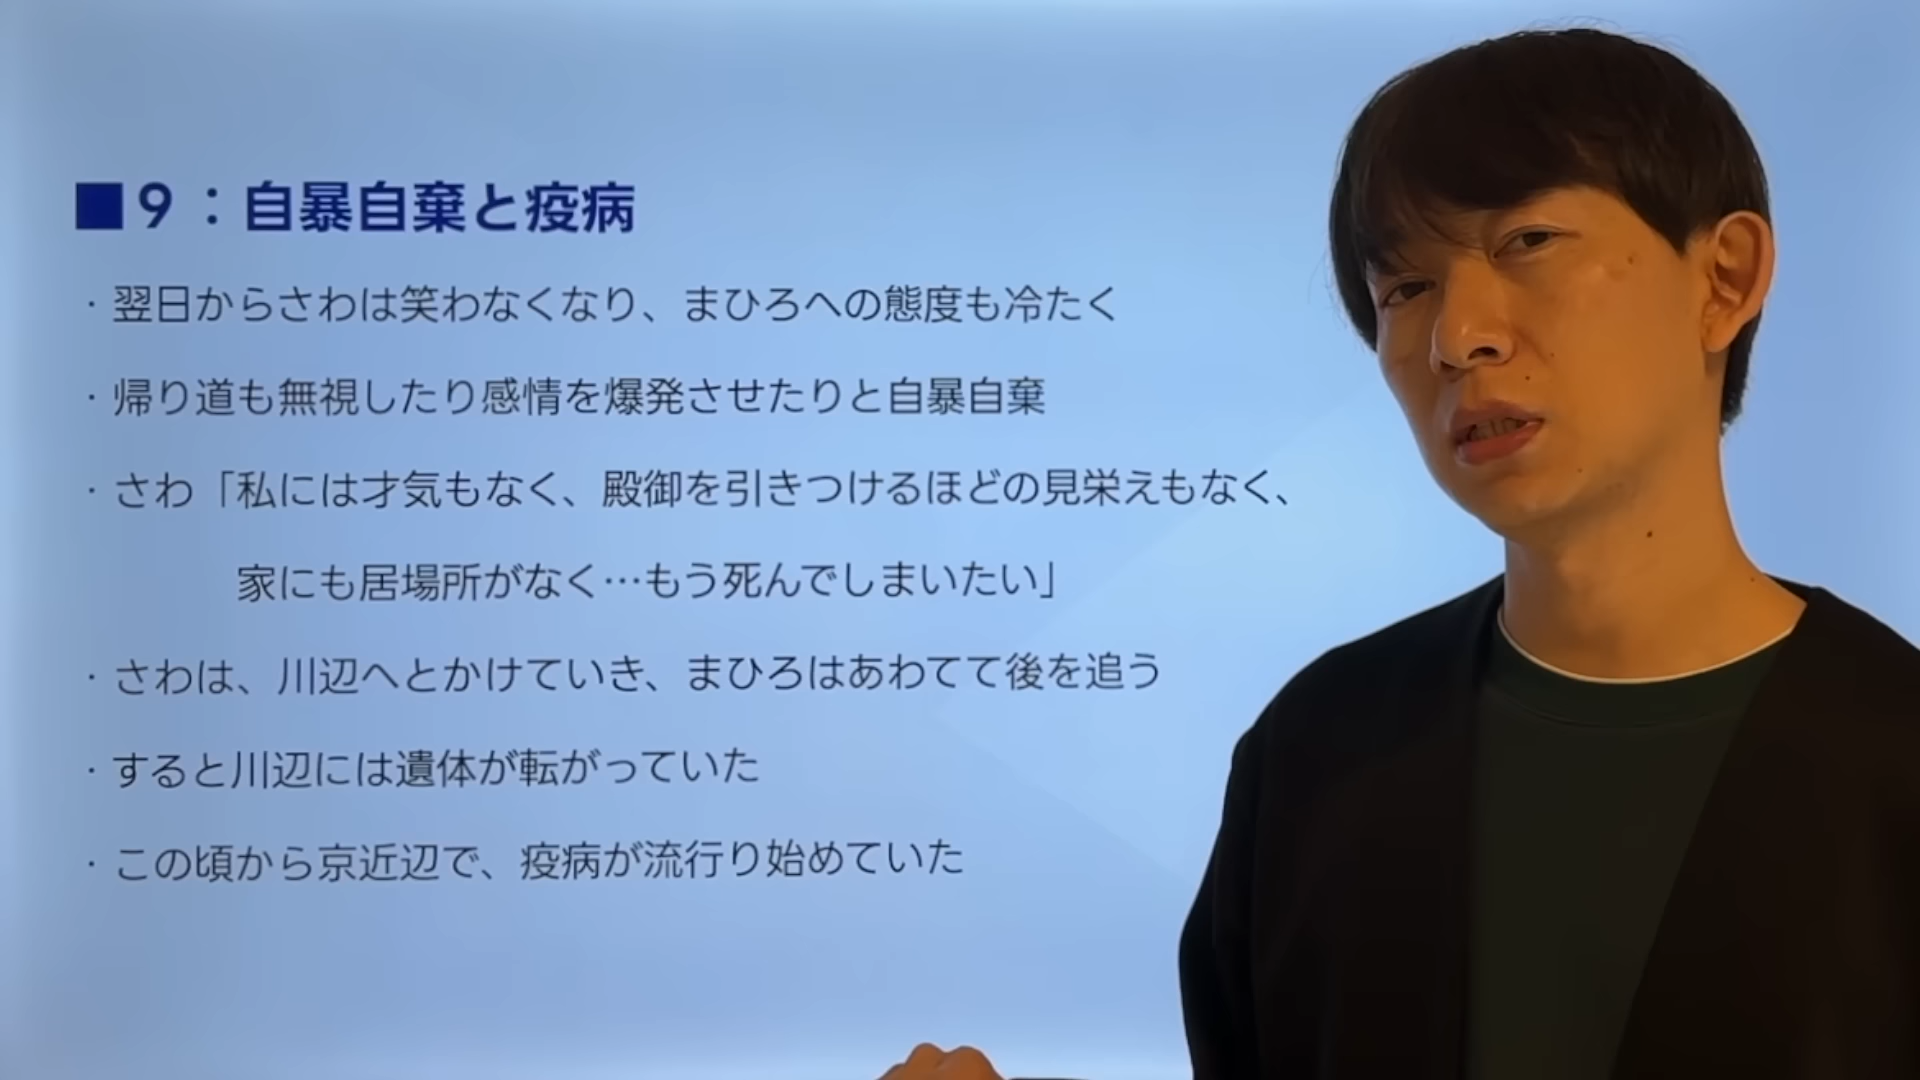 ■9：自暴自棄と疫病
・翌日からさわは笑わなくなり、まひろへの態度も冷たく
・帰り道も無視したり感情を爆発させたりと自暴自棄
・さわ「私には才気もなく、殿御を引きつけるほどの見栄えもなく、
家にも居場所がなく…もう死んでしまいたい」
・さわは、川辺へとかけていき、まひろはあわてて後を追う
・すると川辺には遺体が転がっていた
・この頃から京近辺で、疫病が流行り始めていた